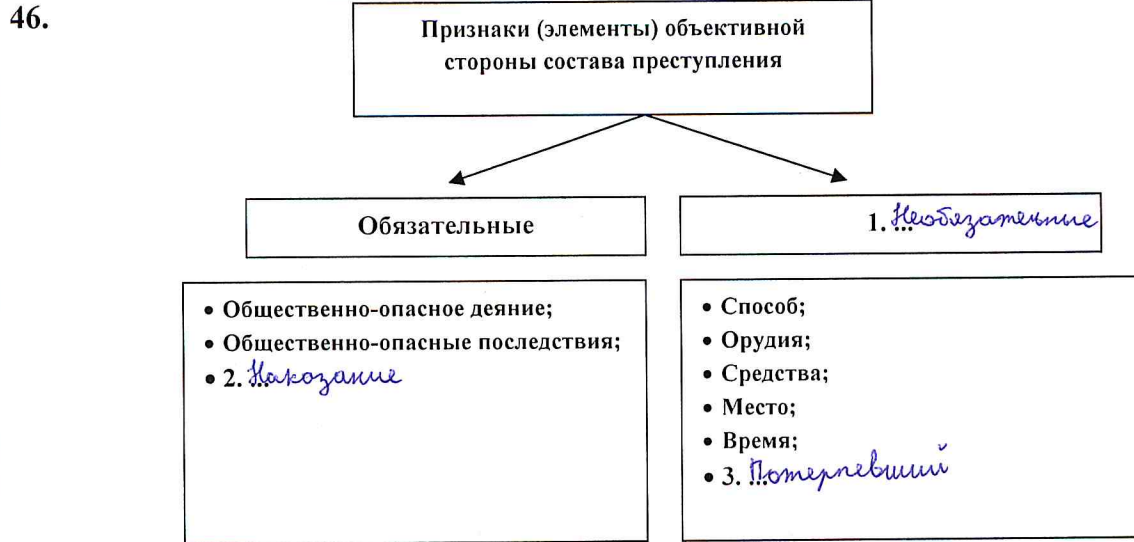 46.
Признаки (элементы) объективной
стороны состава преступления
Обязательные
1. ... Необязательные
• Общественно-опасное деяние;
• Общественно-опасные последствия;
• 2. ... Накозание
• Способ;
• Орудия;
• Средства;
• Место;
• Время;
• 3. ... Потерпевший